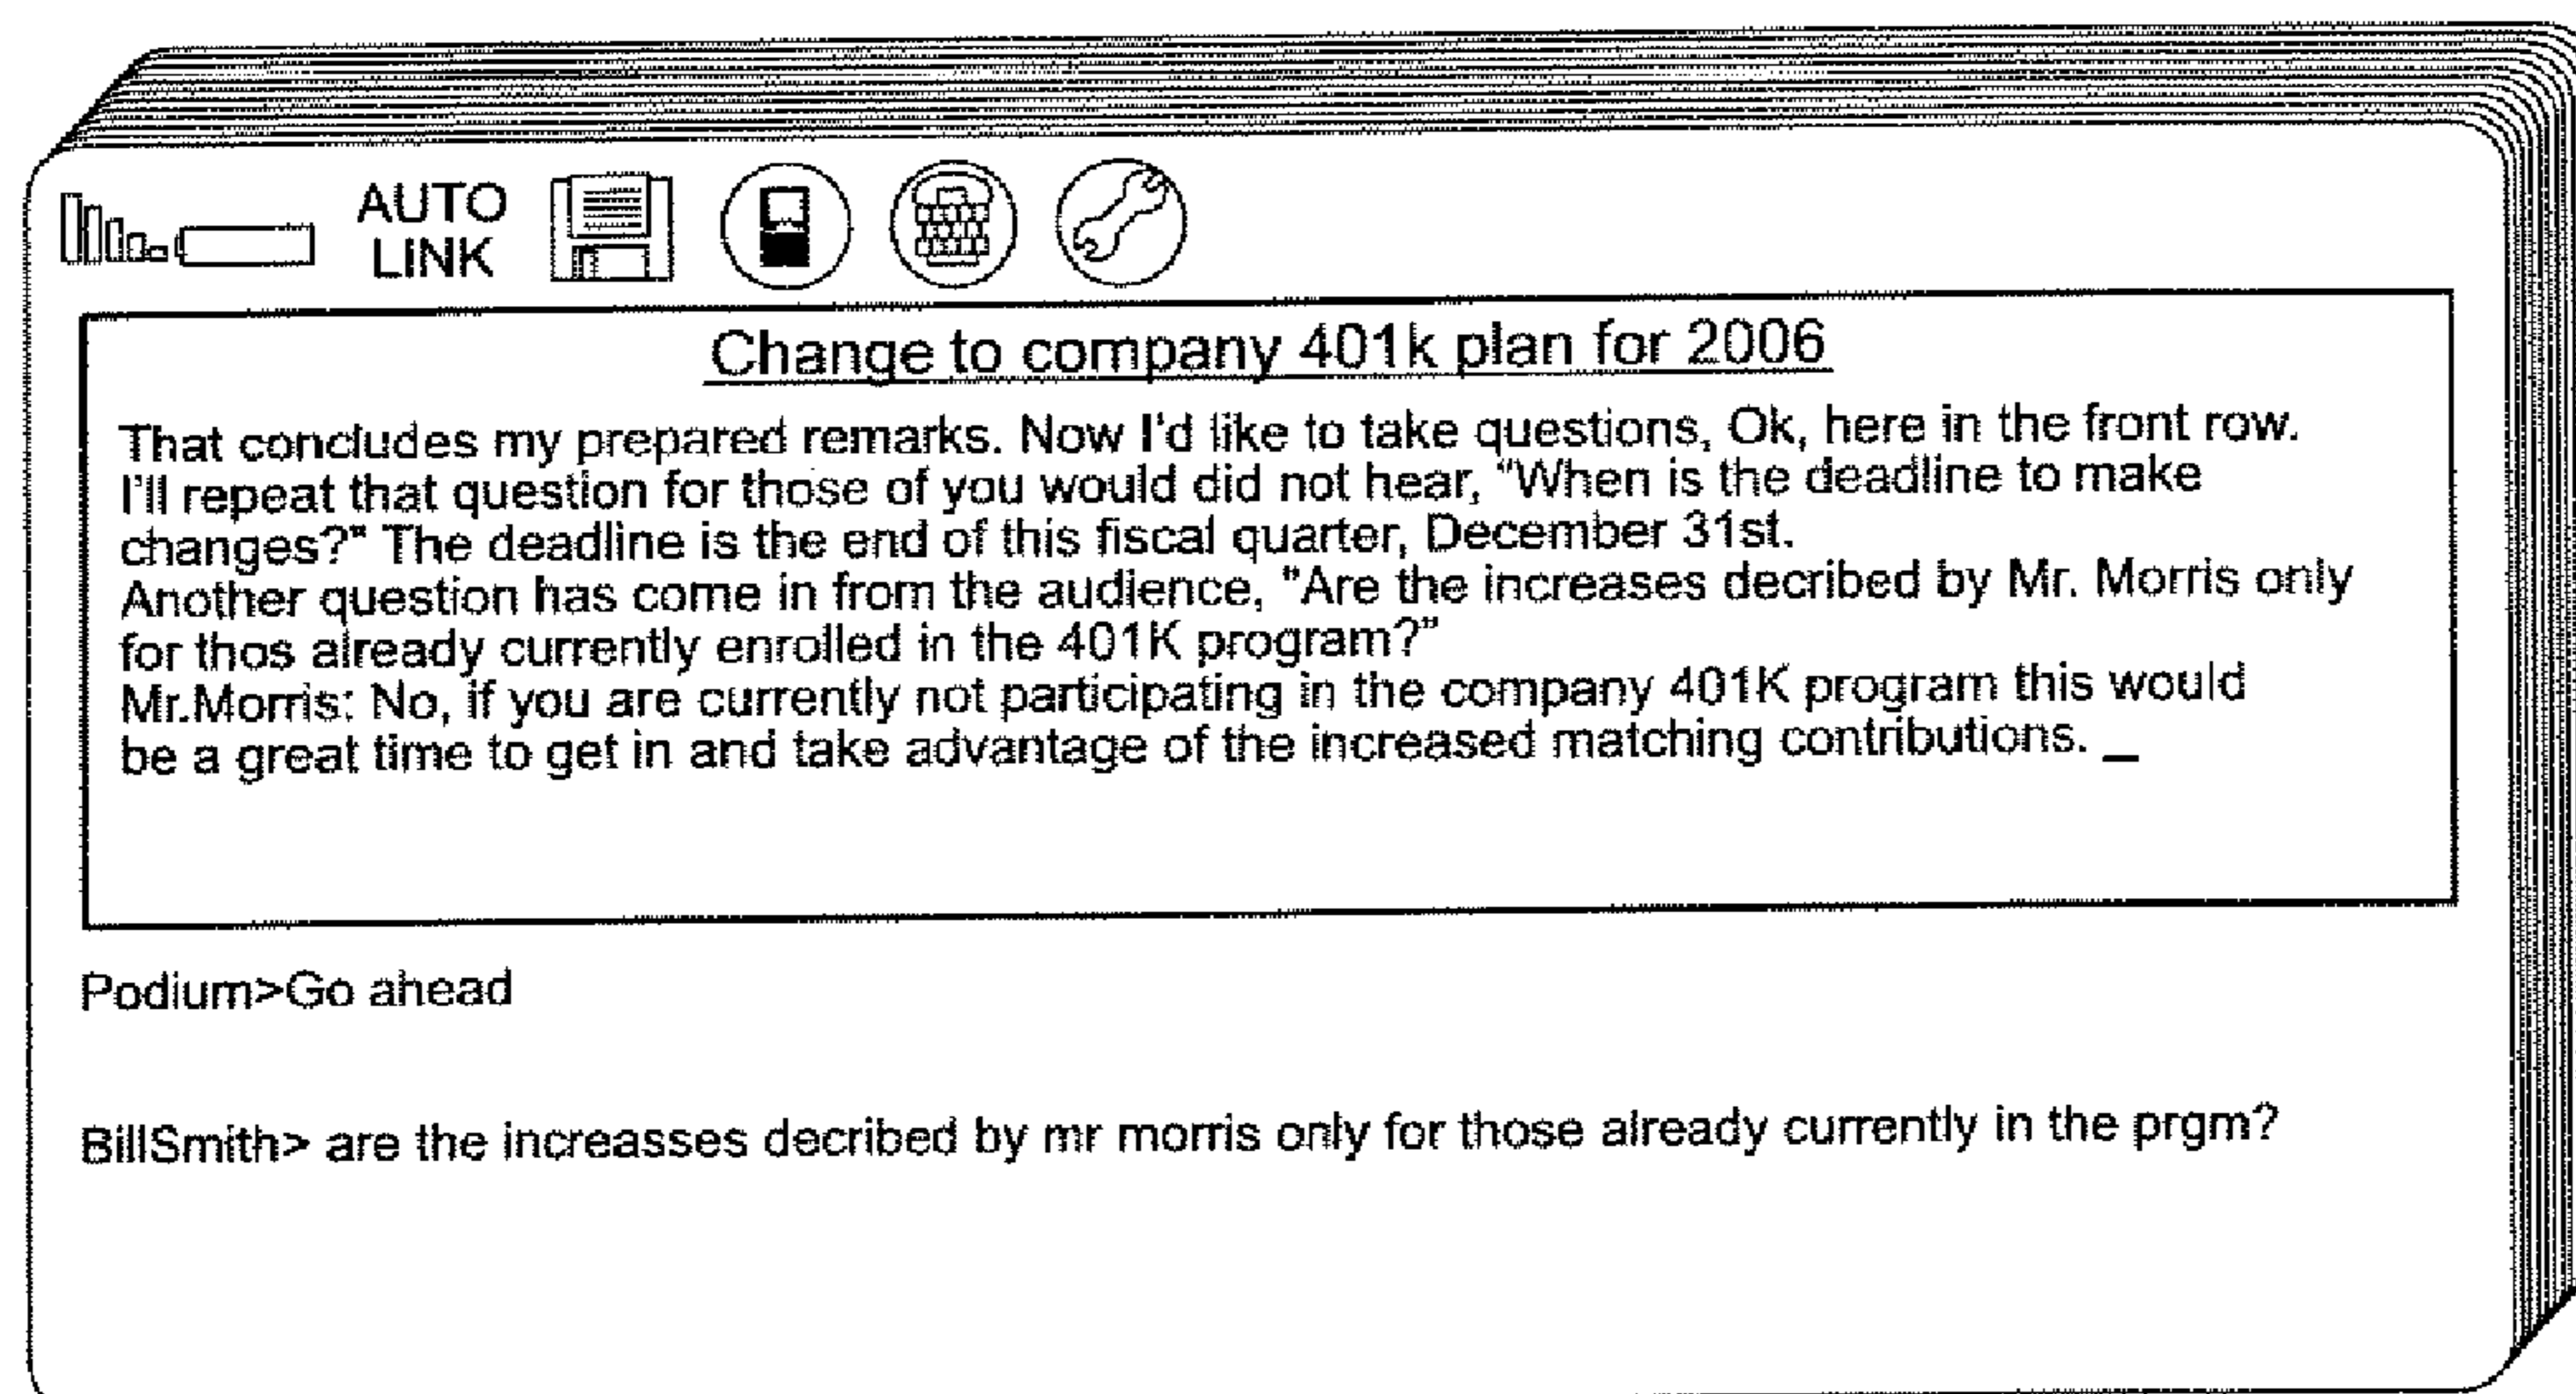 AUTO
LINK
Change to company 401k plan for 2006
That concludes my prepared remarks. Now I'd like to take questions, Ok, here in the front row.
I'll repeat that question for those of you would did not hear, "When is the deadline to make
changes?" The deadline is the end of this fiscal quarter, December 31st.
Another question has come in from the audience, "Are the increases decribed by Mr. Morris only
for thos already currently enrolled in the 401K program?"
Mr.Morris: No, if you are currently not participating in the company 401K program this would
be a great time to get in and take advantage of the increased matching contributions. _
Podium>Go ahead
BillSmith> are the increasses decribed by mr morris only for those already currently in the prgm?